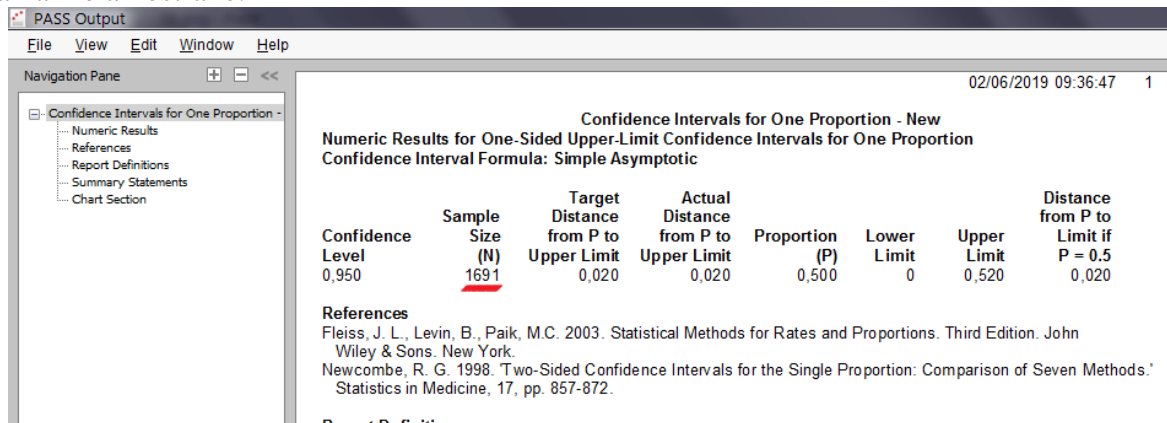 PASS Output
File View Edit Window Help
Navigation Pane <<
Confidence Intervals for One Proportion -
Numeric Results
References
Report Definitions
Summary Statements
Chart Section
02/06/2019 09:36:47 1
Confidence Intervals for One Proportion - New
Numeric Results for One-Sided Upper-Limit Confidence Intervals for One Proportion
Confidence Interval Formula: Simple Asymptotic
Target Actual Distance
Sample Distance Distance from P to
Confidence Size from P to from P to Proportion Lower Upper Limit if
Level (N) Upper Limit Upper Limit (P) Limit Limit P = 0.5
0,950 1691 0,020 0,020 0,500 0 0,520 0,020
References
Fleiss, J. L., Levin, B., Paik, M.C. 2003. Statistical Methods for Rates and Proportions. Third Edition. John
Wiley & Sons. New York.
Newcombe, R. G. 1998. 'Two-Sided Confidence Intervals for the Single Proportion: Comparison of Seven Methods.'
Statistics in Medicine, 17, pp. 857-872.